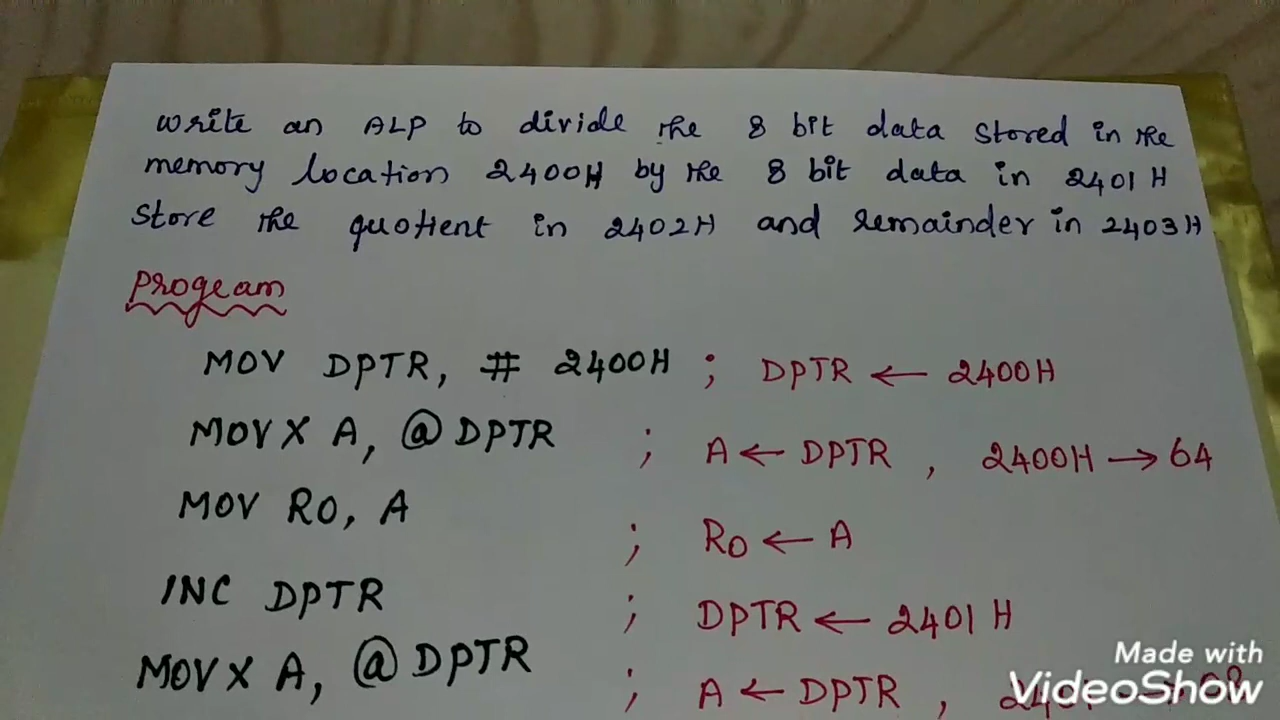 Write an ALP to divide the 8 bit data stored in the
memory location 2400H by the 8 bit data in 2401 H
Store the quotient in 2402H and remainder in 2403H
Program
MOV DPTR, # 2400H ; DPTR ← 2400H
MOVX A, @ DPTR ; A ← DPTR , 2400H → 64
MOV R0, A ; R0 ← A
INC DPTR ; DPTR ← 2401 H
MOVX A, @ DPTR ; A ← DPTR ,
Made with
VideoShow